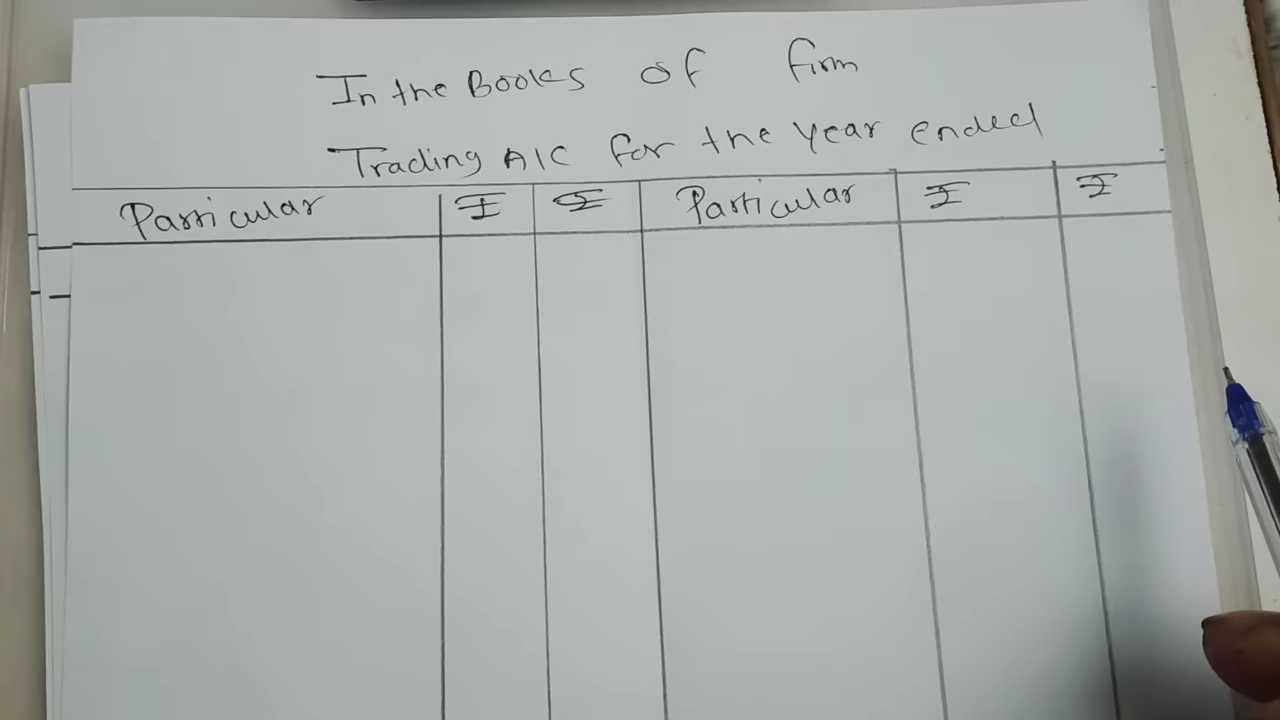 In the Books of firm
Trading A/C for the year ended
Particular ₹ ₹ Particular ₹ ₹